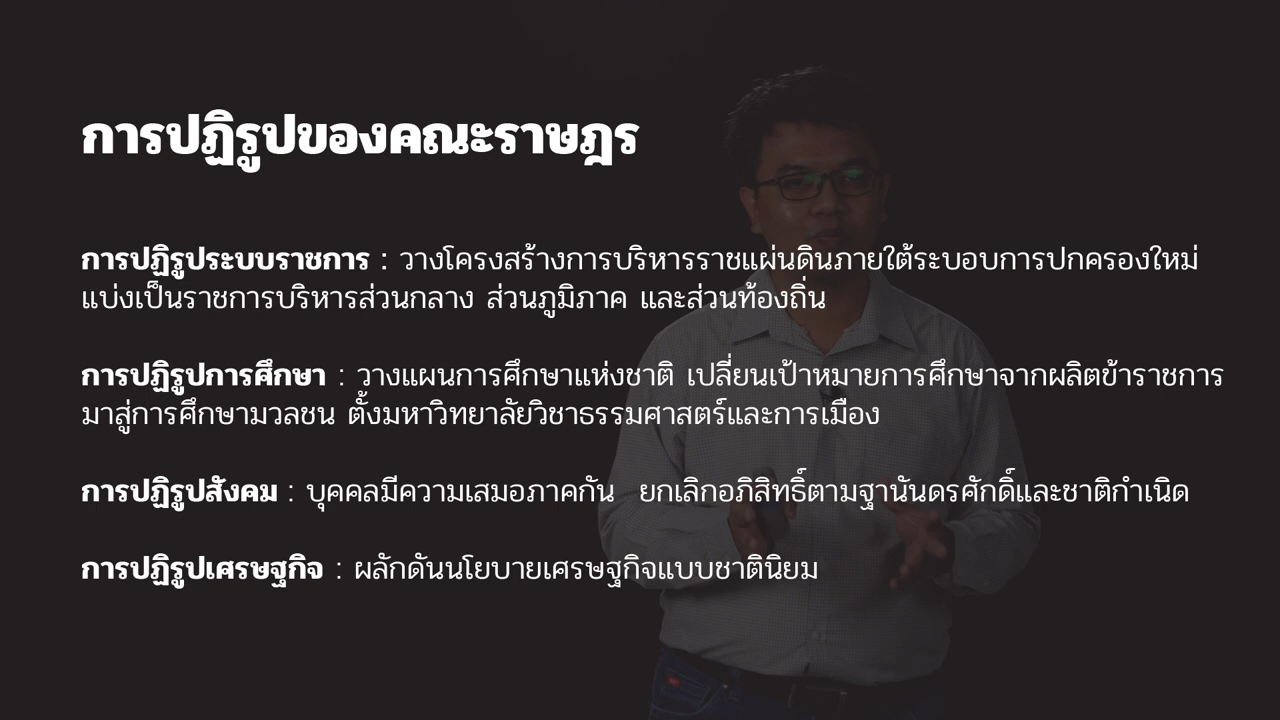 การปฏิรูปของคณะราษฎร
การปฏิรูประบบราชการ : วางโครงสร้างการบริหารราชแผ่นดินภายใต้ระบอบการปกครองใหม่
แบ่งเป็นราชการบริหารส่วนกลาง ส่วนภูมิภาค และส่วนท้องถิ่น
การปฏิรูปการศึกษา : วางแผนการศึกษาแห่งชาติ เปลี่ยนเป้าหมายการศึกษาจากผลิตข้าราชการ
มาสู่การศึกษามวลชน ตั้งมหาวิทยาลัยวิชาธรรมศาสตร์และการเมือง
การปฏิรูปสังคม : บุคคลมีความเสมอภาคกัน ยกเลิกอภิสิทธิ์ตามฐานันดรศักดิ์และชาติกำเนิด
การปฏิรูปเศรษฐกิจ : ผลักดันนโยบายเศรษฐกิจแบบชาตินิยม